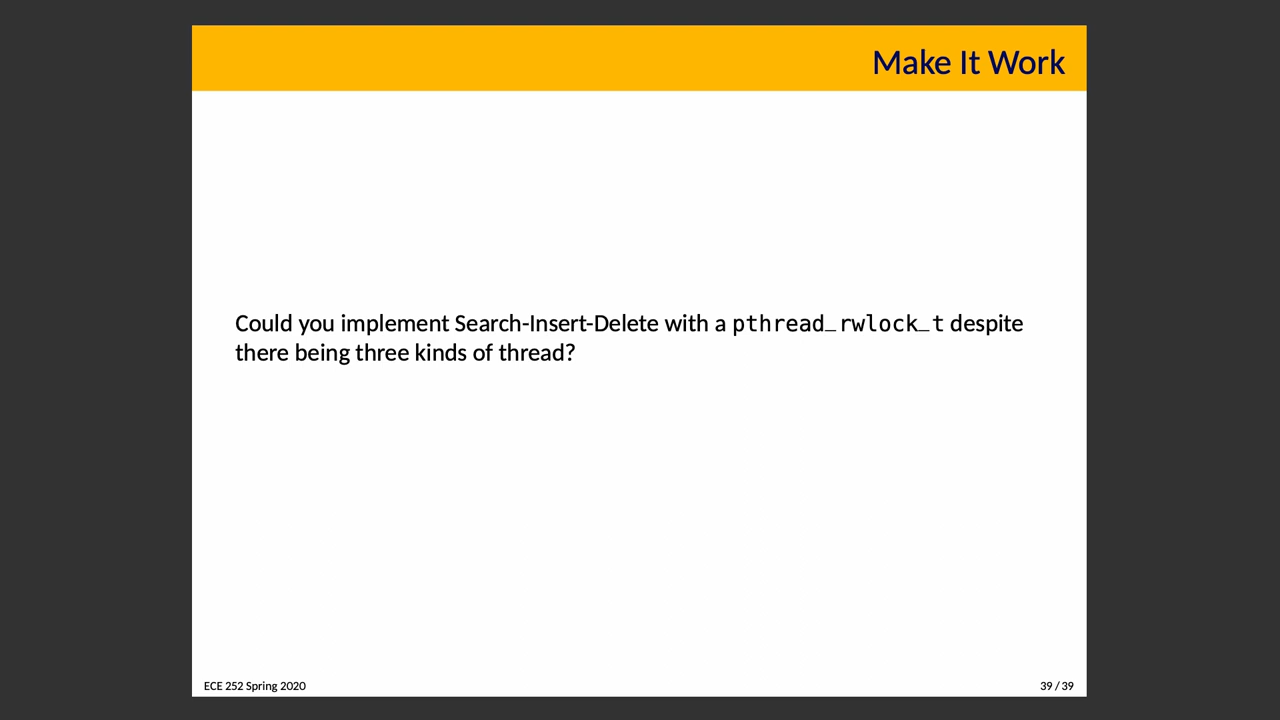 Make It Work
Could you implement Search-Insert-Delete with a pthread_rwlock_t despite
there being three kinds of thread?
ECE 252 Spring 2020
39 / 39